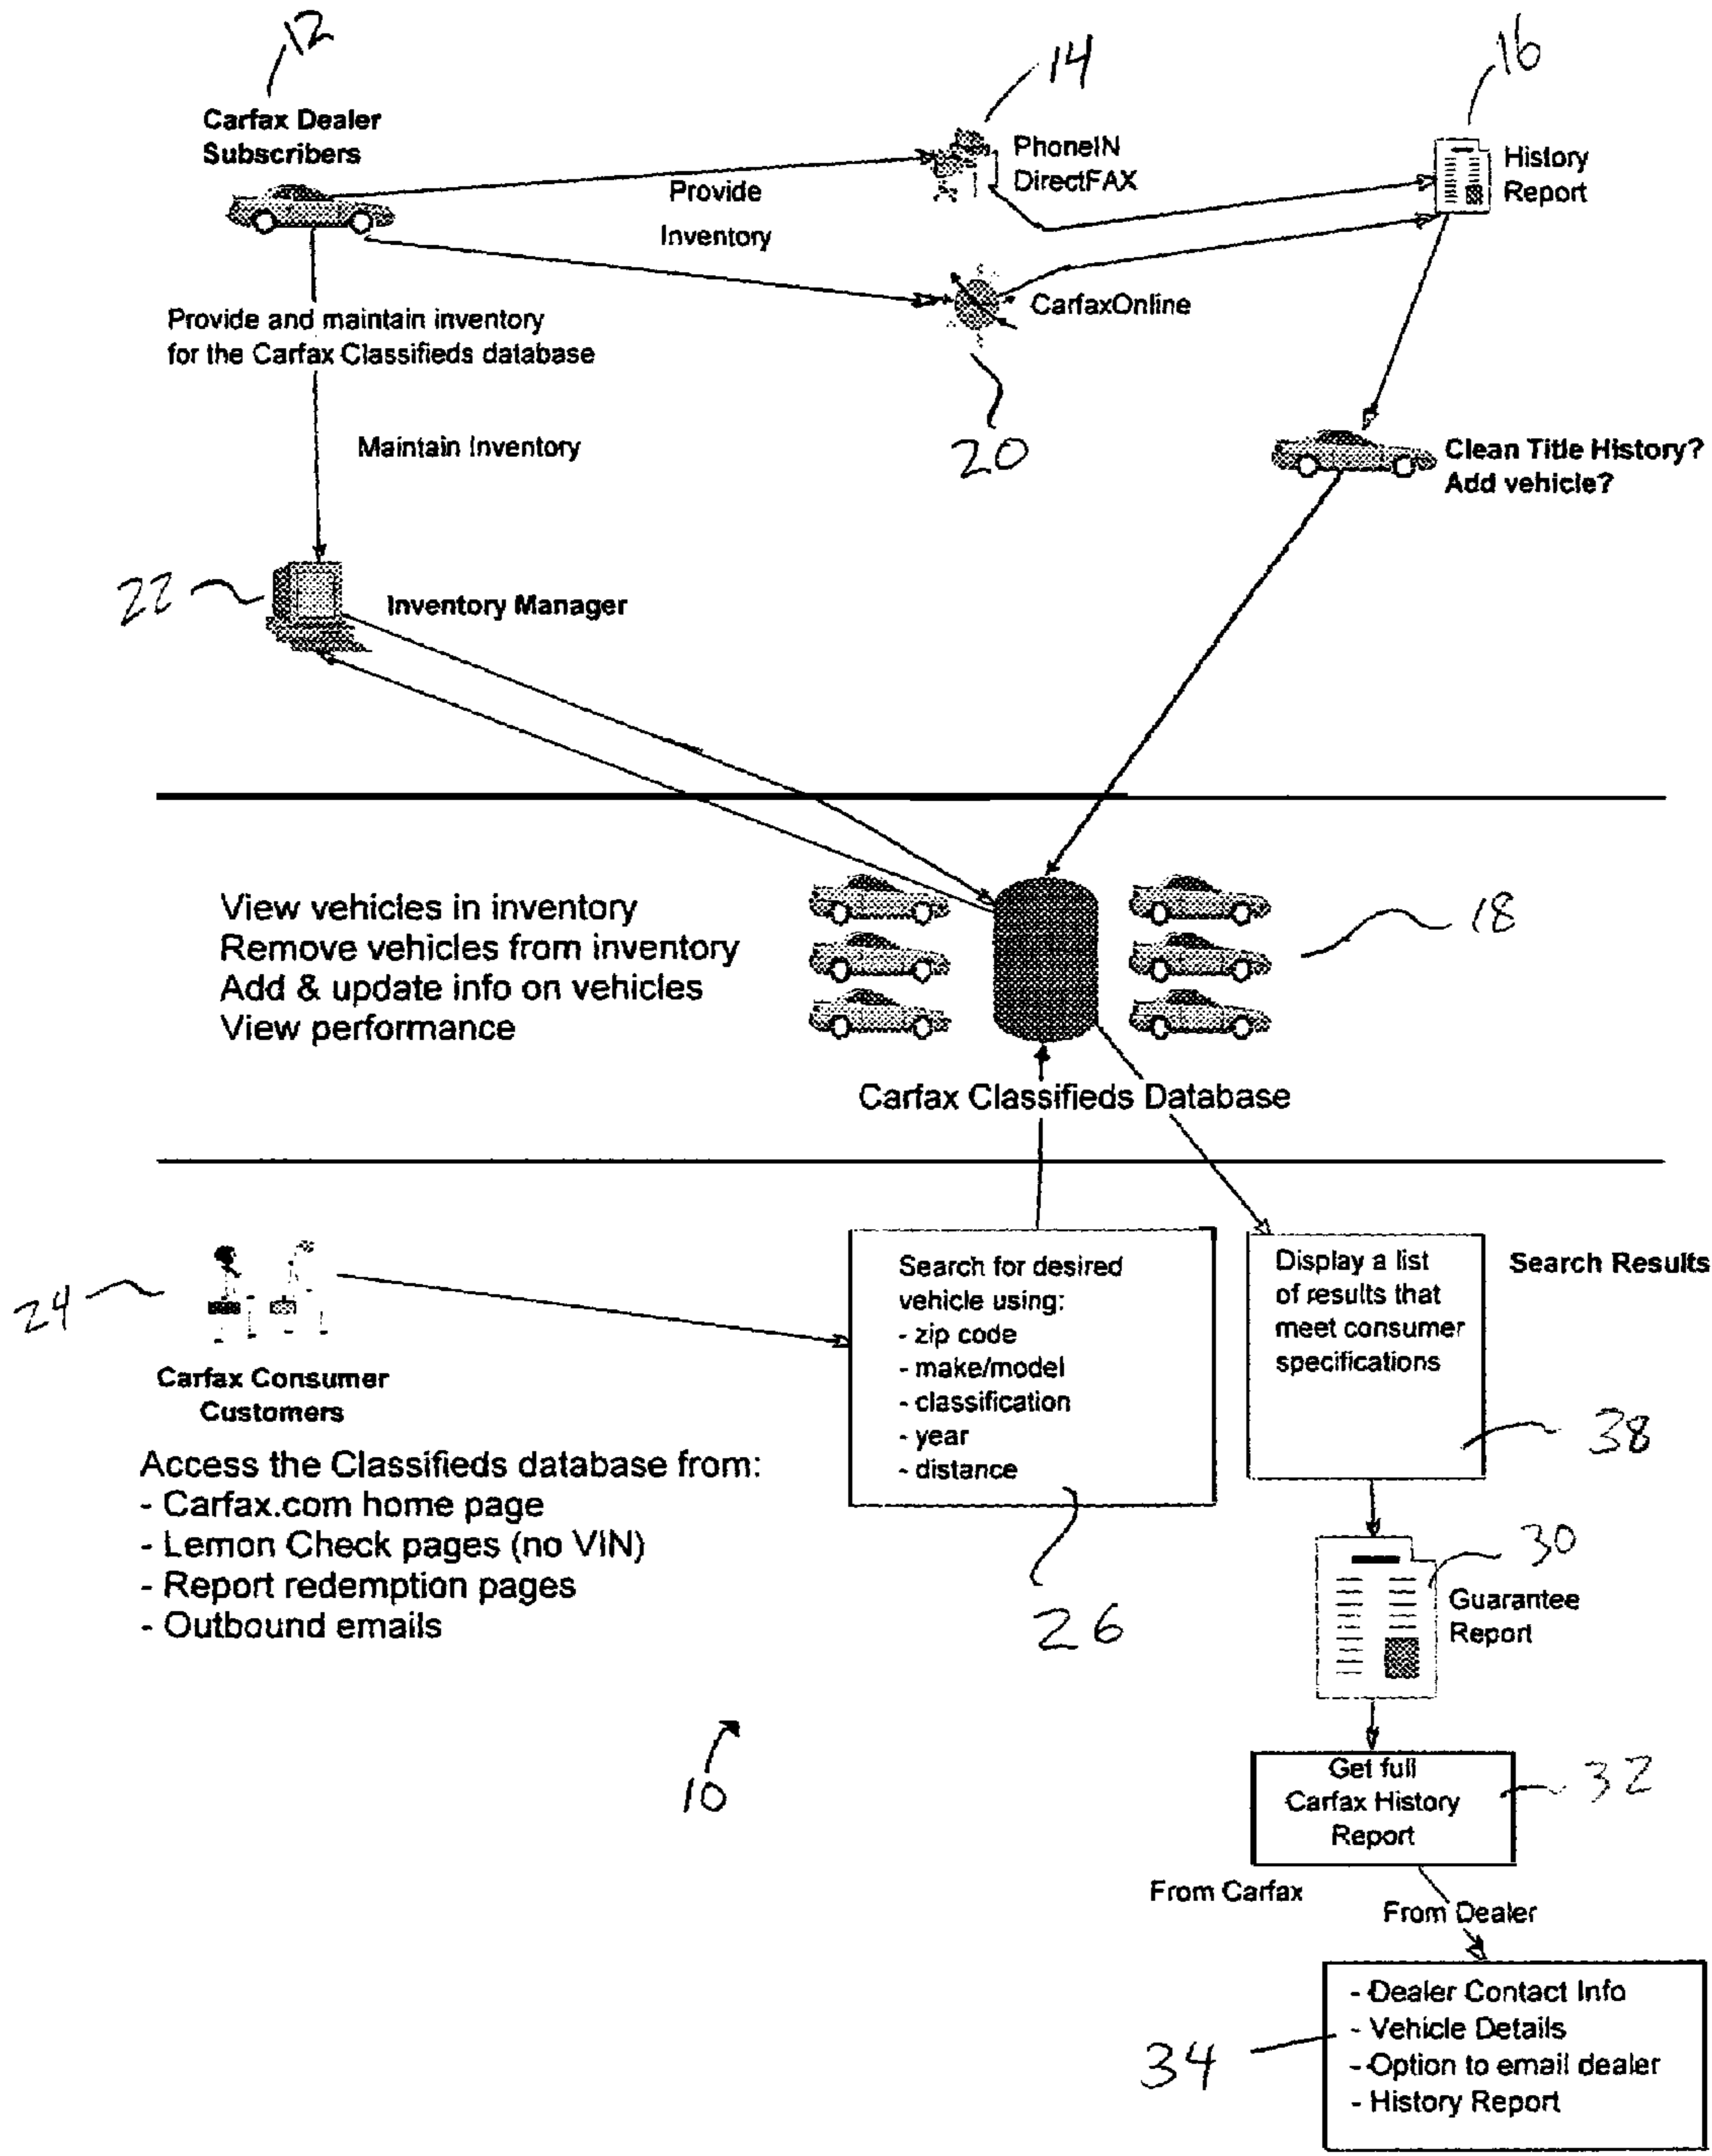 12
14
16
Carfax Dealer
Subscribers
PhoneIN
DirectFAX
History
Report
Provide
Inventory
CarfaxOnline
Provide and maintain inventory
for the Carfax Classifieds database
20
Maintain Inventory
Clean Title History?
Add vehicle?
22
Inventory Manager
View vehicles in inventory
Remove vehicles from inventory
Add & update info on vehicles
View performance
18
Carfax Classifieds Database
24
Carfax Consumer
Customers
Access the Classifieds database from:
- Carfax.com home page
- Lemon Check pages (no VIN)
- Report redemption pages
- Outbound emails
Search for desired
vehicle using:
- zip code
- make/model
- classification
- year
- distance
26
Display a list
of results that
meet consumer
specifications
Search Results
38
30
Guarantee
Report
10
Get full
Carfax History
Report
32
From Carfax
From Dealer
- Dealer Contact Info
- Vehicle Details
- Option to email dealer
- History Report
34